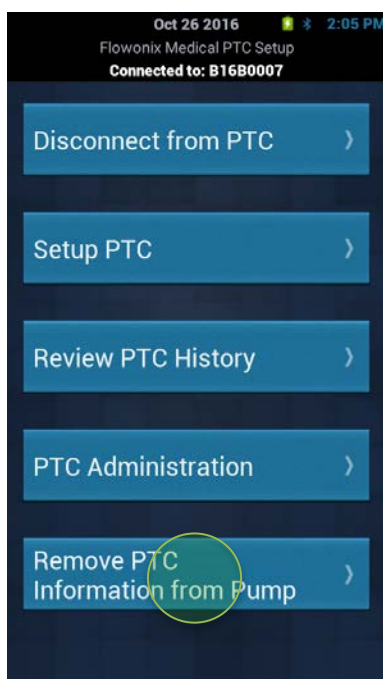 Oct 26 2016 2:05 PM
Flowonix Medical PTC Setup
Connected to: B16B0007
Disconnect from PTC
Setup PTC
Review PTC History
PTC Administration
Remove PTC
Information from Pump